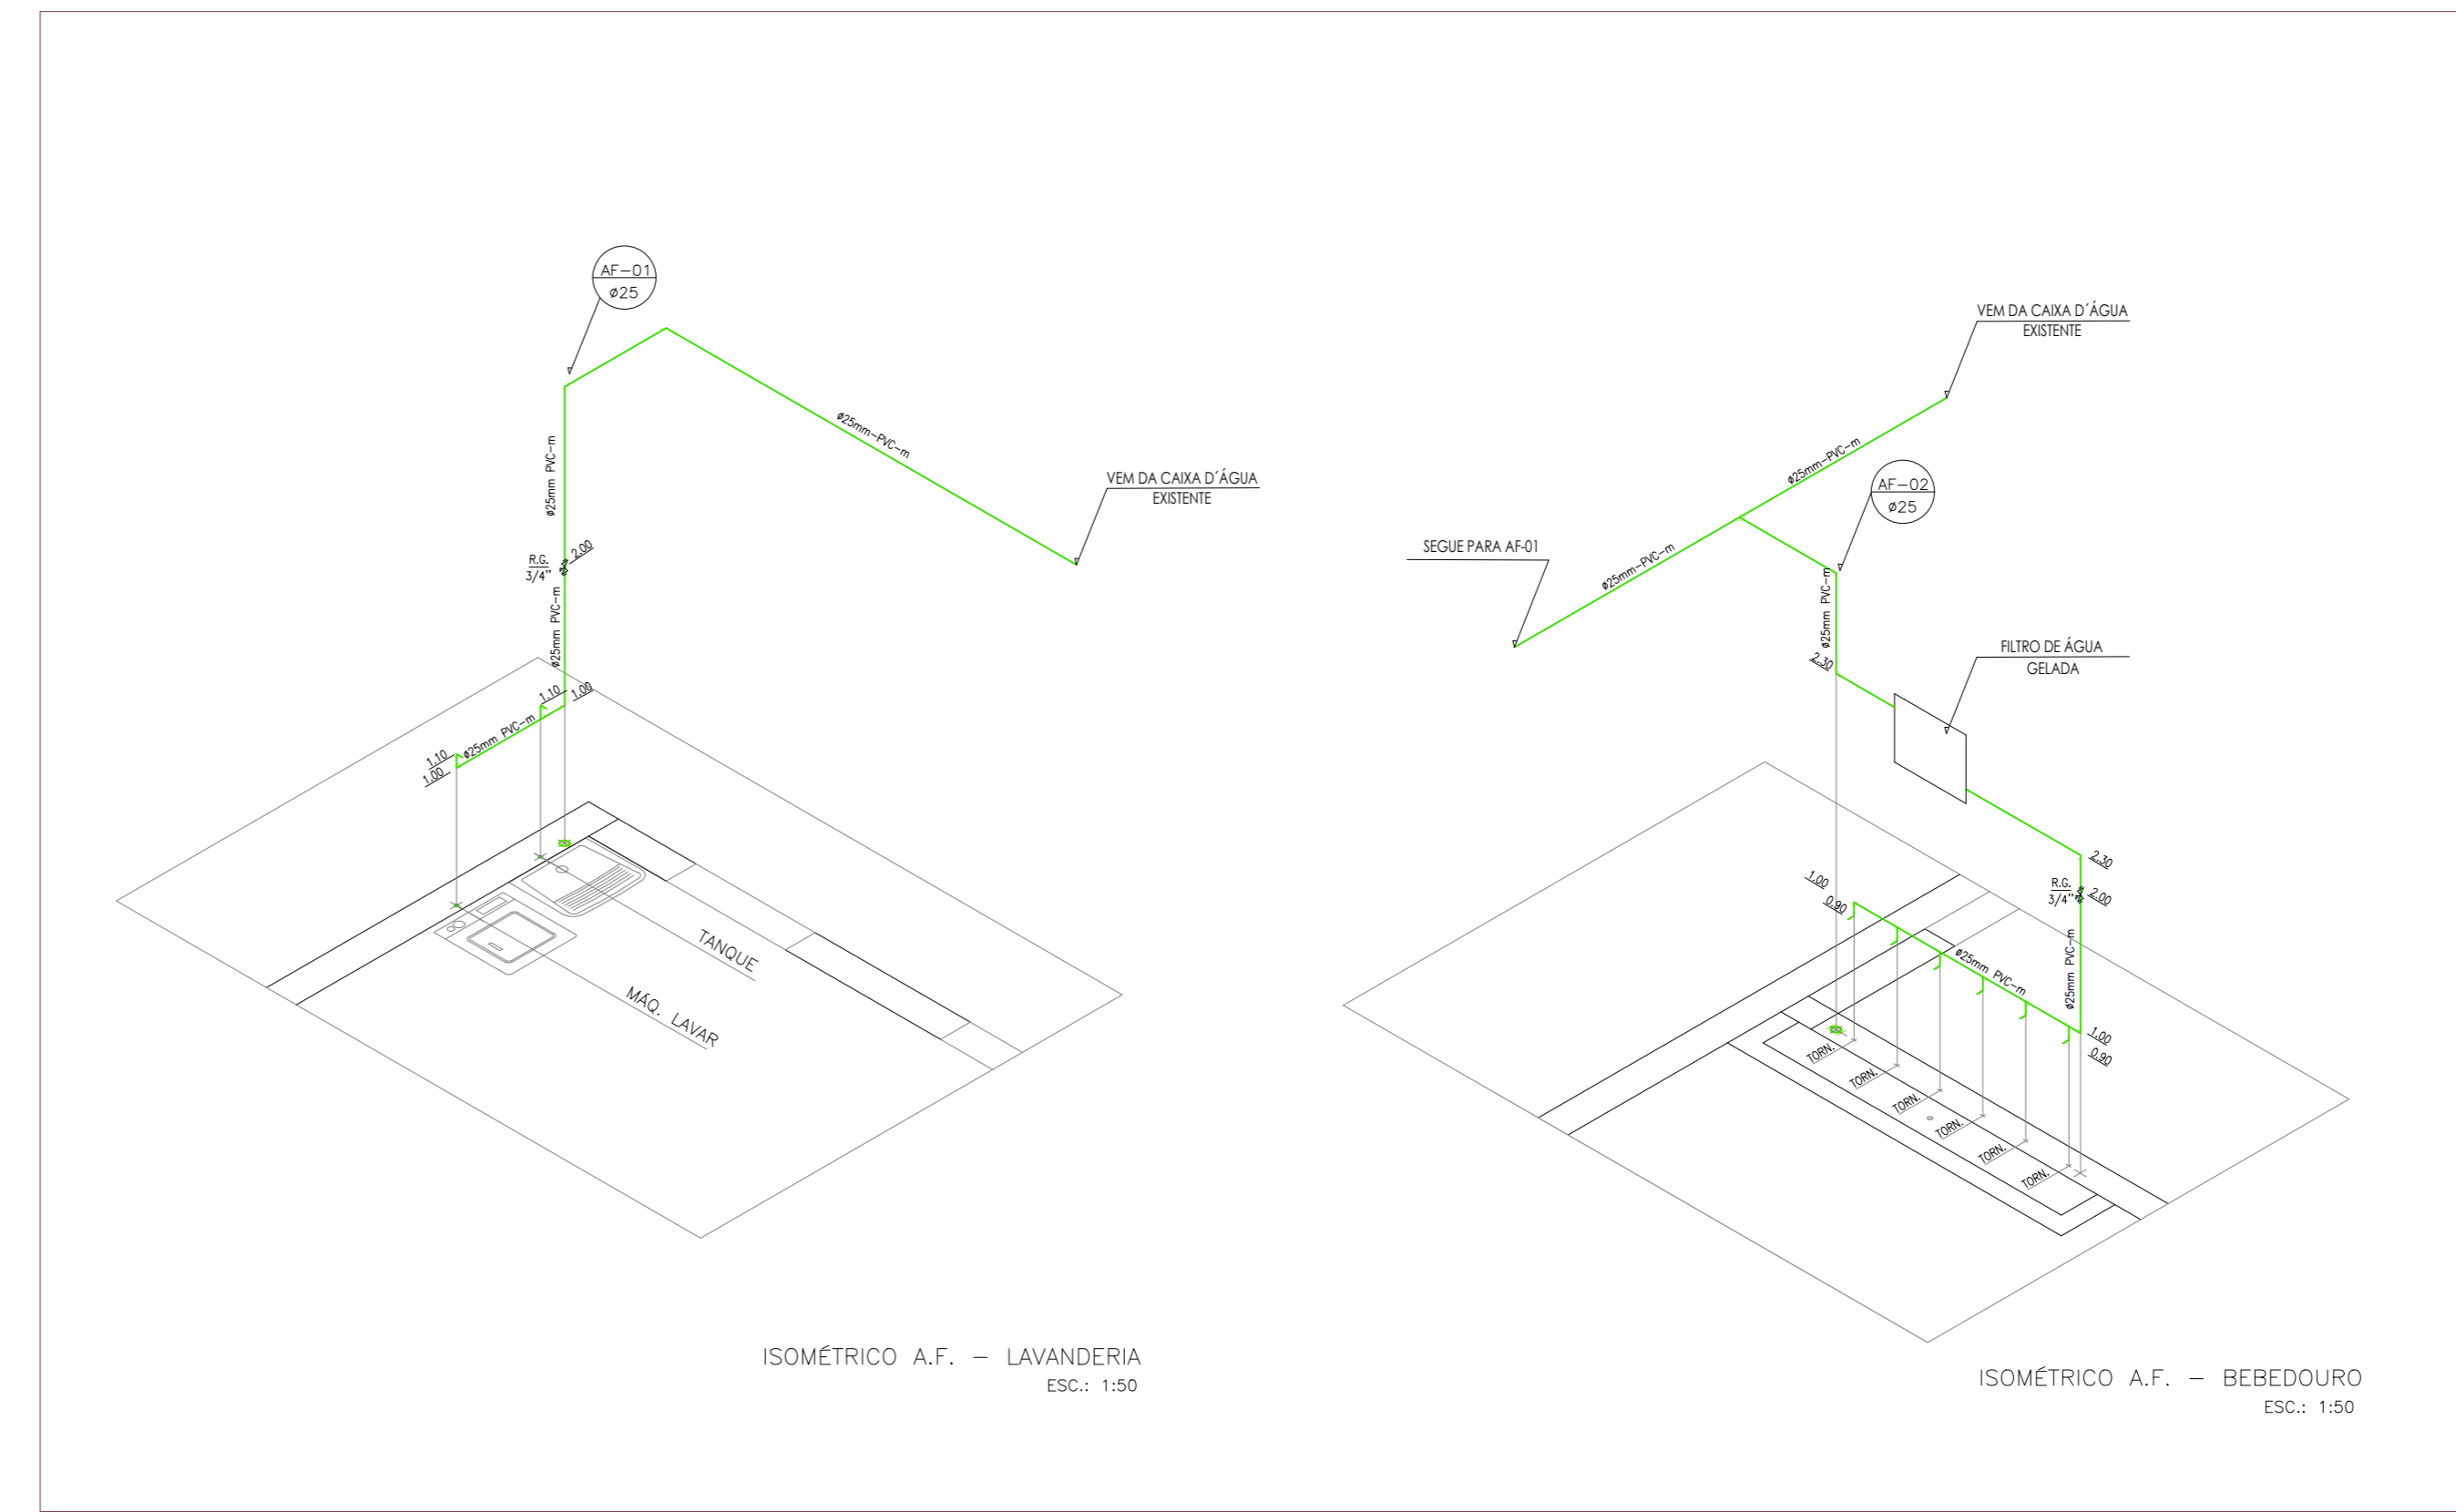 AF-01
ø25
ø25mm-PVC-m
VEM DA CAIXA D´ÁGUA
EXISTENTE
ø25mm PVC-m
R.G.
3/4"
2.00
ø25mm PVC-m
1.10
1.00
ø25mm PVC-m
1.10
1.00
TANQUE
MÁQ. LAVAR
ISOMÉTRICO A.F. - LAVANDERIA
ESC.: 1:50
VEM DA CAIXA D´ÁGUA
EXISTENTE
ø25mm-PVC-m
AF-02
ø25
SEGUE PARA AF-01
ø25mm-PVC-m
ø25mm PVC-m
2.30
FILTRO DE ÁGUA
GELADA
2.30
R.G.
3/4"
2.00
1.00
0.90
ø25mm PVC-m
ø25mm PVC-m
1.00
0.90
TORN.
TORN.
TORN.
TORN.
TORN.
TORN.
ISOMÉTRICO A.F. - BEBEDOURO
ESC.: 1:50